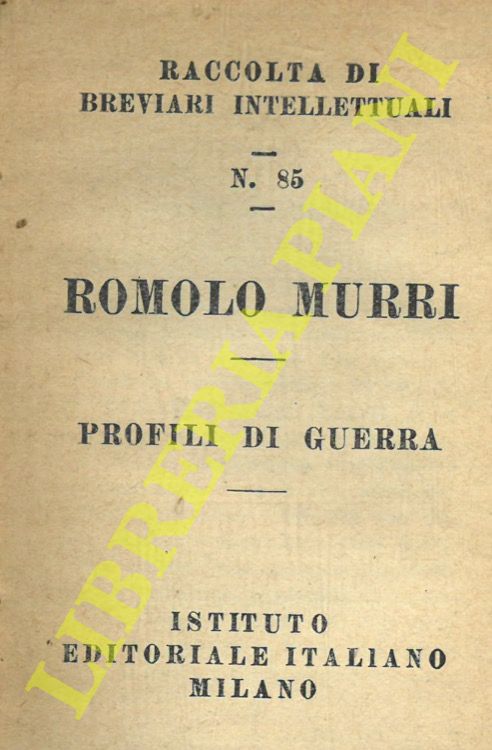 RACCOLTA DI
BREVIARI INTELLETTUALI
N. 85
ROMOLO MURRI
PROFILI DI GUERRA
ISTITUTO
EDITORIALE ITALIANO
MILANO
LIBRERIA PIANI